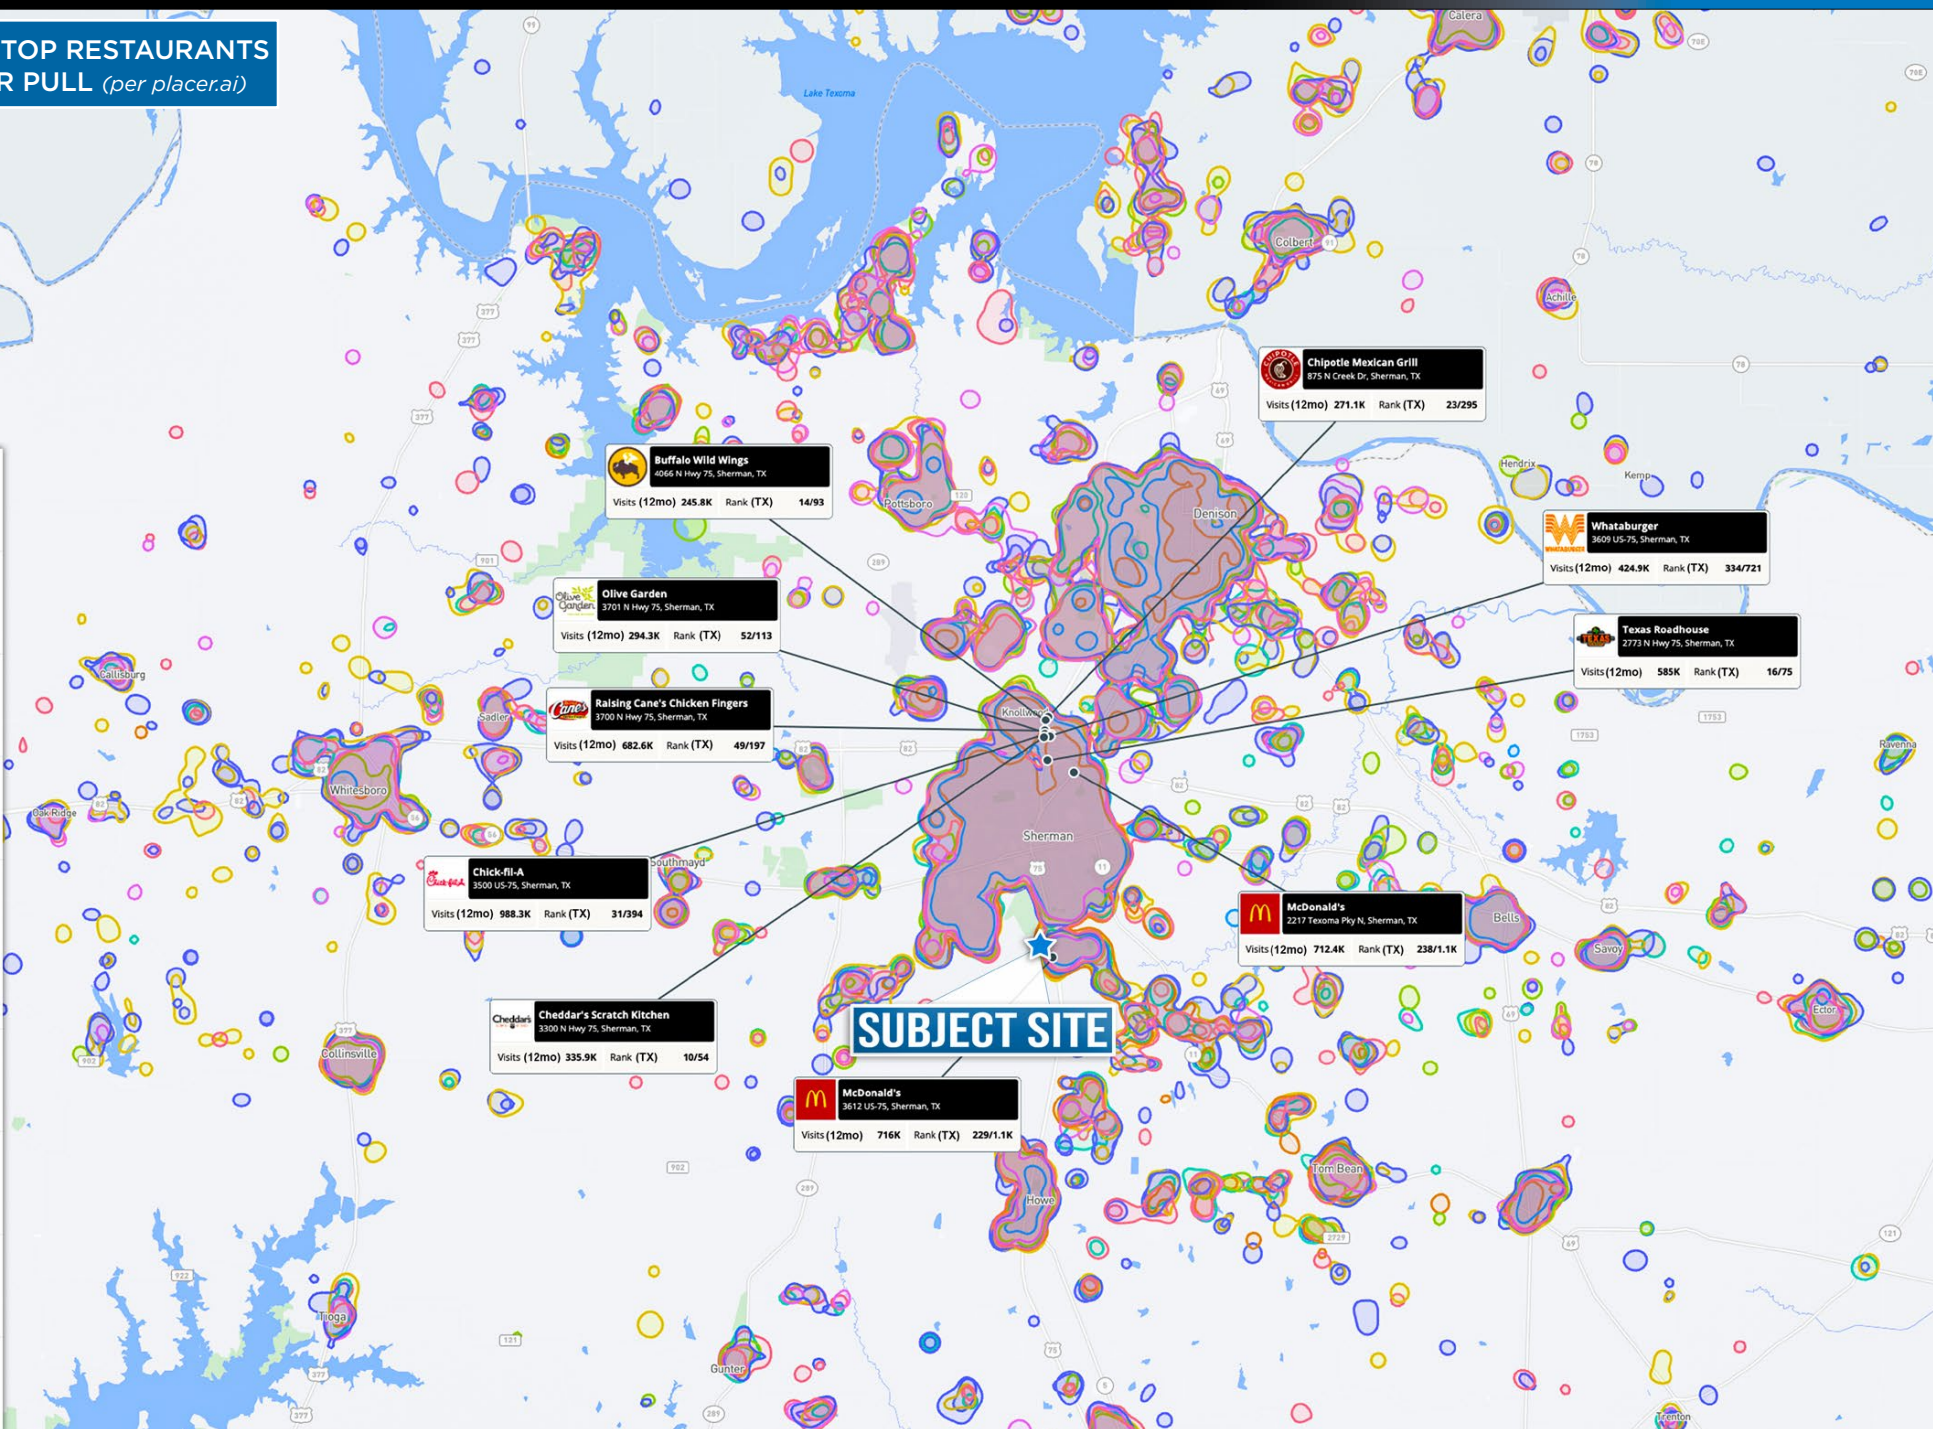 TOP RESTAURANTS
R PULL (per placer.ai)
Calera
Lake Texoma
Colbert
Achille
Chipotle Mexican Grill
875 N Creek Dr, Sherman, TX
Visits (12mo) 271.1K Rank (TX) 23/295
Buffalo Wild Wings
4066 N Hwy 75, Sherman, TX
Visits (12mo) 245.8K Rank (TX) 14/93
Pottsboro
Denison
Hendrix
Kemp
Whataburger
3609 US-75, Sherman, TX
Visits (12mo) 424.9K Rank (TX) 334/721
Olive Garden
3701 N Hwy 75, Sherman, TX
Visits (12mo) 294.3K Rank (TX) 52/113
Texas Roadhouse
2773 N Hwy 75, Sherman, TX
Visits (12mo) 585K Rank (TX) 16/75
Callisburg
Sadler
Raising Cane's Chicken Fingers
3700 N Hwy 75, Sherman, TX
Visits (12mo) 682.6K Rank (TX) 49/197
Ravenna
Whitesboro
Oak Ridge
Sherman
Southmayd
Chick-fil-A
3500 US-75, Sherman, TX
Visits (12mo) 988.3K Rank (TX) 31/394
McDonald's
2217 Texoma Pky N, Sherman, TX
Visits (12mo) 712.4K Rank (TX) 238/1.1K
Bells
Savoy
Ector
Cheddar's Scratch Kitchen
3300 N Hwy 75, Sherman, TX
Visits (12mo) 335.9K Rank (TX) 10/54
SUBJECT SITE
Collinsville
McDonald's
3612 US-75, Sherman, TX
Visits (12mo) 716K Rank (TX) 229/1.1K
Tom Bean
Howe
Tioga
Gunter
Trenton